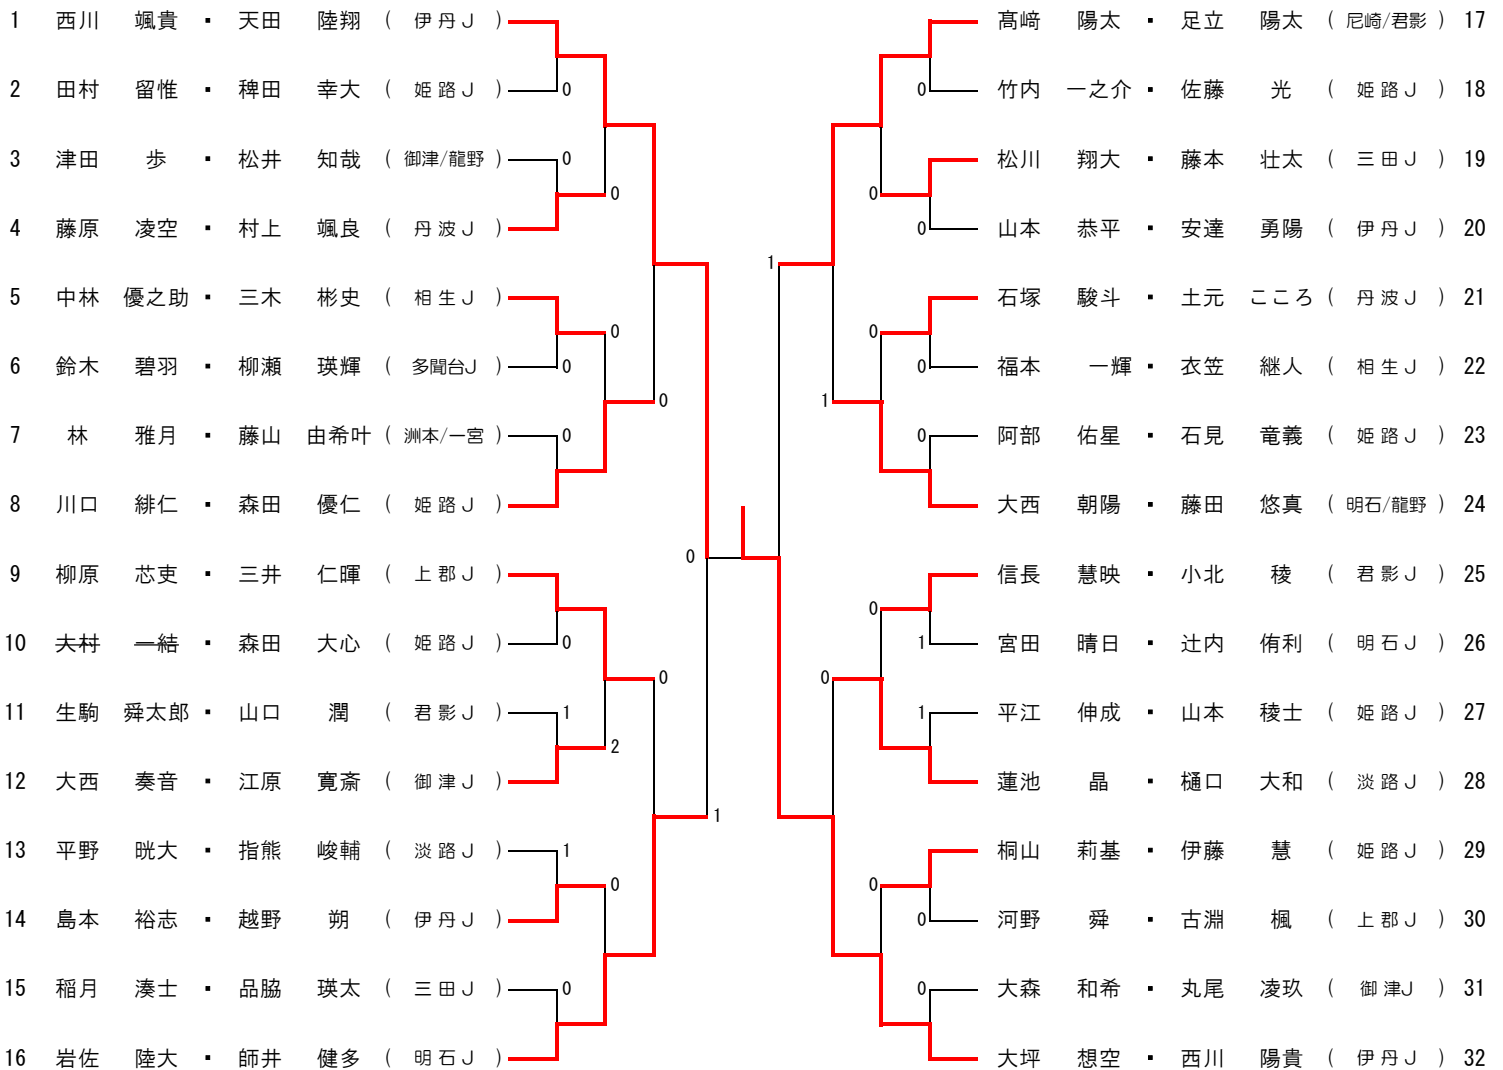 1 西川 颯貴 ・ 天田 陸翔 ( 伊丹J )
2 田村 留惟 ・ 稗田 幸大 ( 姫路J ) 0
3 津田 歩 ・ 松井 知哉 ( 御津/龍野 ) 0
0
4 藤原 凌空 ・ 村上 颯良 ( 丹波J )
5 中林 優之助 ・ 三木 彬史 ( 相生J )
0
6 鈴木 碧羽 ・ 柳瀬 瑛輝 ( 多聞台J ) 0
0
7 林 雅月 ・ 藤山 由希叶 ( 洲本/一宮 ) 0
8 川口 緋仁 ・ 森田 優仁 ( 姫路J )
0
9 柳原 芯吏 ・ 三井 仁暉 ( 上郡J )
10 大村 一結 ・ 森田 大心 ( 姫路J ) 0
0
11 生駒 舜太郎 ・ 山口 潤 ( 君影J ) 1
2
12 大西 奏音 ・ 江原 寛斎 ( 御津J )
1
13 平野 晄大 ・ 指熊 峻輔 ( 淡路J ) 1
0
14 島本 裕志 ・ 越野 朔 ( 伊丹J )
15 稲月 湊士 ・ 品脇 瑛太 ( 三田J ) 0
16 岩佐 陸大 ・ 師井 健多 ( 明石J )
髙﨑 陽太 ・ 足立 陽太 ( 尼崎/君影 ) 17
0 竹内 一之介 ・ 佐藤 光 ( 姫路J ) 18
松川 翔大 ・ 藤本 壮太 ( 三田J ) 19
0
0 山本 恭平 ・ 安達 勇陽 ( 伊丹J ) 20
1
石塚 駿斗 ・ 土元 こころ ( 丹波J ) 21
0
0 福本 一輝 ・ 衣笠 継人 ( 相生J ) 22
1
0 阿部 佑星 ・ 石見 竜義 ( 姫路J ) 23
大西 朝陽 ・ 藤田 悠真 ( 明石/龍野 ) 24
信長 慧映 ・ 小北 稜 ( 君影J ) 25
0
1 宮田 晴日 ・ 辻内 侑利 ( 明石J ) 26
0
1 平江 伸成 ・ 山本 稜士 ( 姫路J ) 27
蓮池 晶 ・ 樋口 大和 ( 淡路J ) 28
桐山 莉基 ・ 伊藤 慧 ( 姫路J ) 29
0
0 河野 舜 ・ 古淵 楓 ( 上郡J ) 30
0 大森 和希 ・ 丸尾 凌玖 ( 御津J ) 31
大坪 想空 ・ 西川 陽貴 ( 伊丹J ) 32